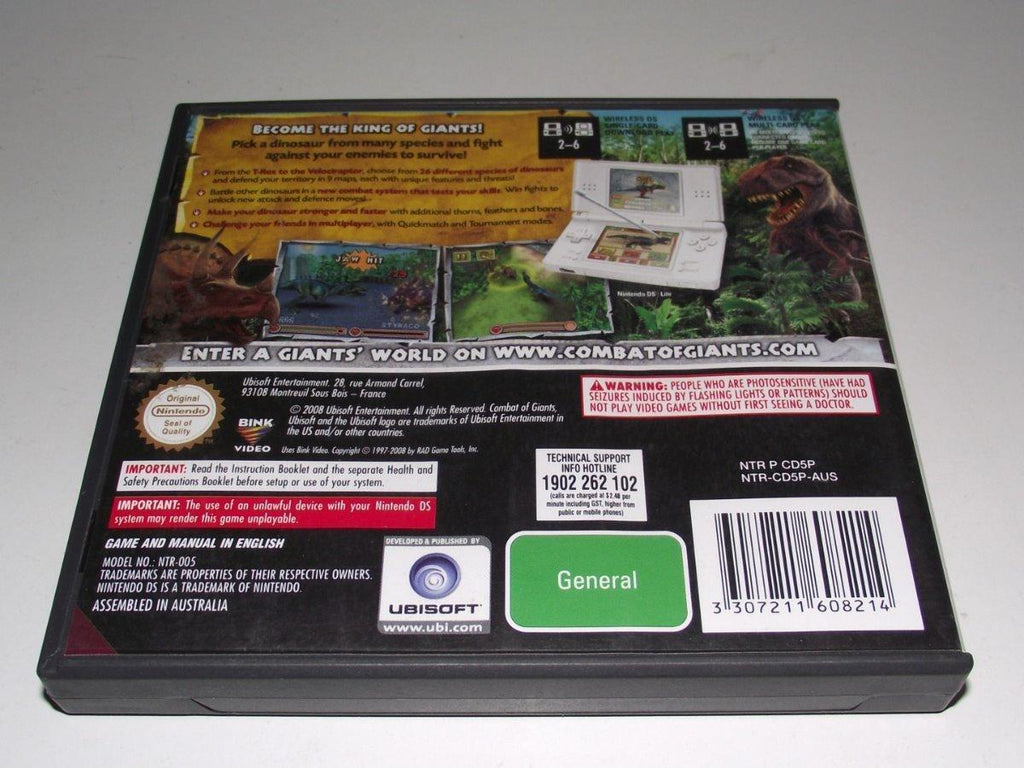 BECOME THE KING OF GIANTS!
Pick a dinosaur from many species and fight
against your enemies to survive!
From the T-Rex to the Velociraptor, choose from 26 different species of dinosaurs
and defend your territory in 9 maps, each with unique features and threats!
Battle other dinosaurs in a new combat system that tests your skills. Win fights to
unlock new attack and defence moves!
Make your dinosaur stronger and faster with additional thorns, feathers and bones.
Challenge your friends in multiplayer, with Quickmatch and Tournament modes.
2-6
WIRELESS DS
SINGLE-CARD
DOWNLOAD PLAY
2-6
WIRELESS DS
MULTI-CARD PLAY
JAW HIT
STYRACO
Nintendo DS Lite
ENTER A GIANTS' WORLD ON WWW.COMBATOFGIANTS.COM
Original
Nintendo
Seal of
Quality
Ubisoft Entertainment. 28, rue Armand Carrel,
93108 Montreuil Sous Bois – France
BINK
VIDEO
© 2008 Ubisoft Entertainment. All rights Reserved. Combat of Giants,
Ubisoft and the Ubisoft logo are trademarks of Ubisoft Entertainment in
the US and/or other countries.
Uses Bink Video. Copyright © 1997-2008 by RAD Game Tools, Inc.
WARNING: PEOPLE WHO ARE PHOTOSENSITIVE (HAVE HAD
SEIZURES INDUCED BY FLASHING LIGHTS OR PATTERNS) SHOULD
NOT PLAY VIDEO GAMES WITHOUT FIRST SEEING A DOCTOR.
IMPORTANT: Read the Instruction Booklet and the separate Health and
Safety Precautions Booklet before setup or use of your system.
IMPORTANT: The use of an unlawful device with your Nintendo DS
system may render this game unplayable.
TECHNICAL SUPPORT
INFO HOTLINE
1902 262 102
(calls are charged at $2.48 per
minute including GST, higher from
public or mobile phones)
NTR P CD5P
NTR-CD5P-AUS
GAME AND MANUAL IN ENGLISH
MODEL NO.: NTR-005
TRADEMARKS ARE PROPERTIES OF THEIR RESPECTIVE OWNERS.
NINTENDO DS IS A TRADEMARK OF NINTENDO.
ASSEMBLED IN AUSTRALIA
DEVELOPED & PUBLISHED BY
UBISOFT
www.ubi.com
General
3 307211 608214